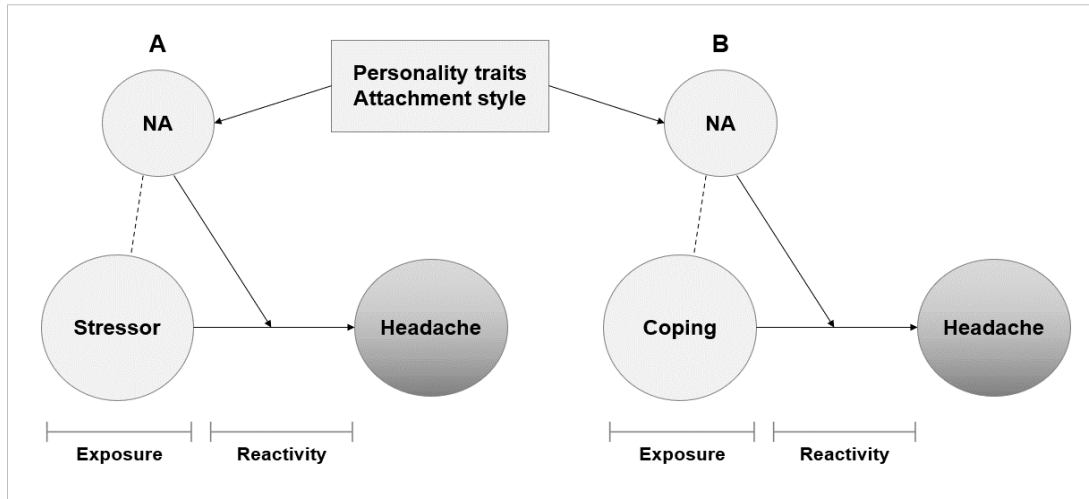 A
B
Personality traits
Attachment style
NA
NA
Stressor
Headache
Coping
Headache
Exposure
Reactivity
Exposure
Reactivity